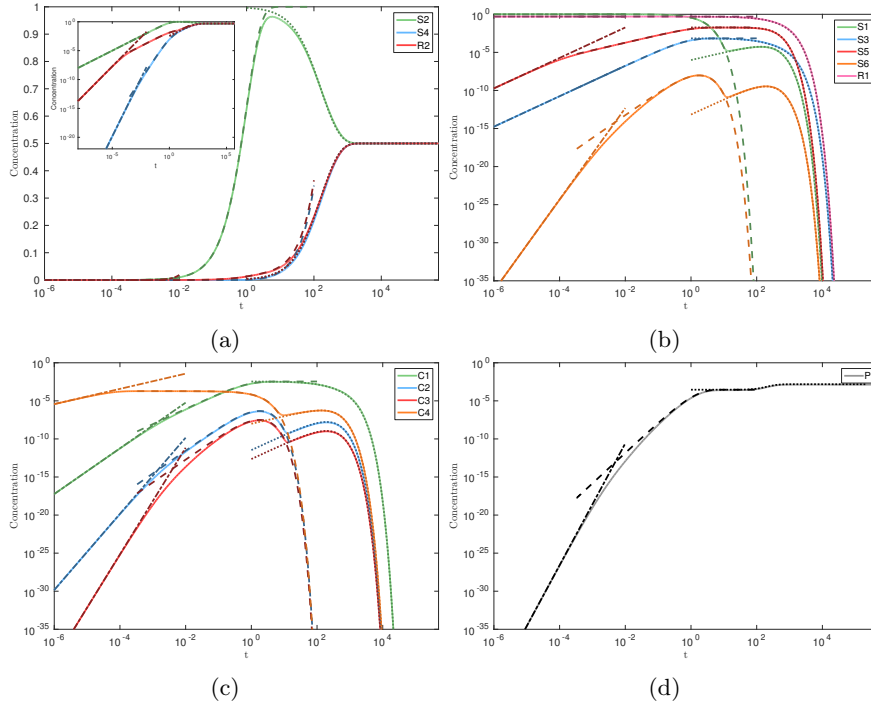 1
0.9
0.8
0.7
0.6
0.5
0.4
0.3
0.2
0.1
0
Concentration
10^0
10^-5
10^-10
10^-15
10^-20
Concentration
10^-5
10^0
10^5
t
S2
S4
R2
10^-6
10^-4
10^-2
10^0
10^2
10^4
t
(a)
10^0
10^-5
10^-10
10^-15
10^-20
10^-25
10^-30
10^-35
Concentration
S1
S3
S5
S6
R1
10^-6
10^-4
10^-2
10^0
10^2
10^4
t
(b)
10^0
10^-5
10^-10
10^-15
10^-20
10^-25
10^-30
10^-35
Concentration
C1
C2
C3
C4
10^-6
10^-4
10^-2
10^0
10^2
10^4
t
(c)
10^0
10^-5
10^-10
10^-15
10^-20
10^-25
10^-30
10^-35
Concentration
P
10^-6
10^-4
10^-2
10^0
10^2
10^4
t
(d)